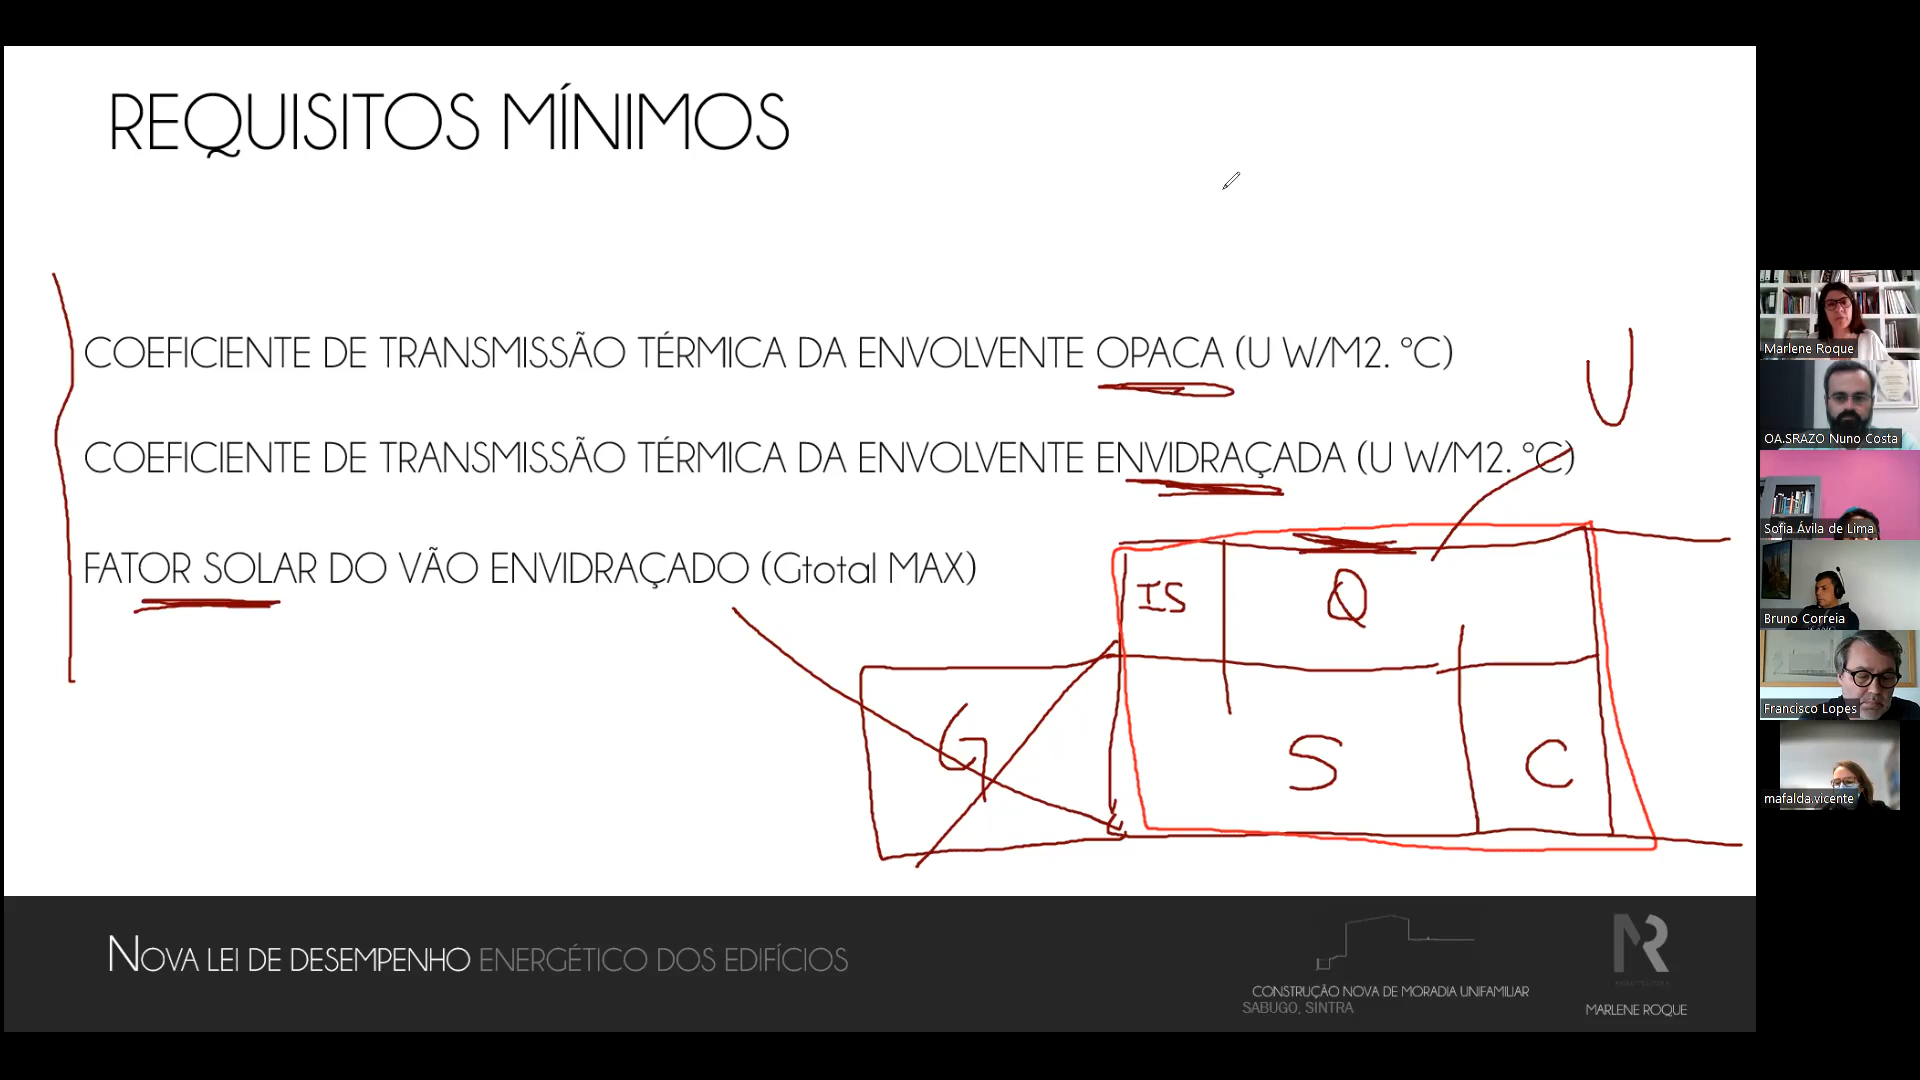 REQUISITOS MÍNIMOS
COEFICIENTE DE TRANSMISSÃO TÉRMICA DA ENVOLVENTE OPACA (U W/M2. ºC)
U
COEFICIENTE DE TRANSMISSÃO TÉRMICA DA ENVOLVENTE ENVIDRAÇADA (U W/M2. ºC)
FATOR SOLAR DO VÃO ENVIDRAÇADO (Gtotal MAX)
IS Q
G S C
NOVA LEI DE DESEMPENHO ENERGÉTICO DOS EDIFÍCIOS
CONSTRUÇÃO NOVA DE MORADIA UNIFAMILIAR
SABUGO, SINTRA
MR
MARLENE ROQUE
Marlene Roque
OA.SRAZO Nuno Costa
Sofia Ávila de Lima
Bruno Correia
Francisco Lopes
mafalda.vicente